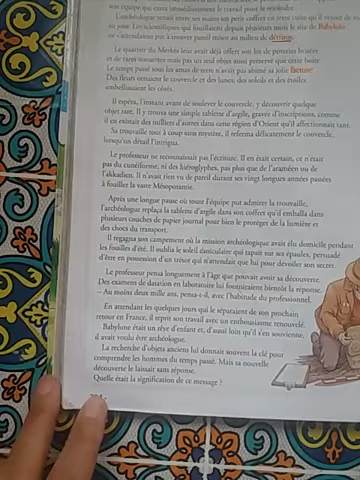 son équipe qui cessa immédiatement le travail pour le rejoindre.
L'archéologue tenait entre ses mains un petit coffret en terre cuite qu'il venait de
au jour. Les scientifiques qui fouillaient depuis plusieurs mois le site de Babylone
ne s'attendaient pas à trouver pareil trésor au milieu de détritus.
Le quartier du Merkès leur avait déjà offert son lot de poteries brisées
et de rares statuettes mais pas un seul objet aussi préservé que cette boîte.
Le temps passé sous les amas de terre n'avait pas abîmé sa jolie facture.
Des fleurs ornaient le couvercle et des lunes, des soleils et des étoiles
embellissaient les côtés.
Il espéra, l'instant avant de soulever le couvercle, y découvrir quelque
objet rare. Il y trouva une simple tablette d'argile, gravée d'inscriptions, comme
il en existait des milliers d'autres dans cette région d'Orient qu'il affectionnait tant.
Sa trouvaille tout à coup sans mystère, il referma délicatement le couvercle,
lorsqu'un détail l'intrigua.
Le professeur ne reconnaissait pas l'écriture. Il en était certain, ce n'était
pas du cunéiforme, ni des hiéroglyphes, pas plus que de l'araméen ou de
l'akkadien. Il n'avait rien vu de pareil durant ses vingt longues années passées
à fouiller la vaste Mésopotamie.
Après une longue pause où toute l'équipe put admirer la trouvaille,
l'archéologue replaça la tablette d'argile dans son coffret qu'il emballa dans
plusieurs couches de papier journal pour bien le protéger de la lumière et
des chocs du transport.
Il regagna son campement où la mission archéologique avait élu domicile pendant
les fouilles d'été. Il oublia le soleil caniculaire qui tapait sur ses épaules, persuadé
d'être en possession d'un trésor qui n'attendait que lui pour dévoiler son secret.
Le professeur pensa longuement à l'âge que pouvait avoir sa découverte.
Des examens de datation en laboratoire lui fourniraient bientôt la réponse.
– Au moins deux mille ans, pensa-t-il, avec l'habitude du professionnel.
En attendant les quelques jours qui le séparaient de son prochain
retour en France, il reprit son travail avec un enthousiasme renouvelé.
Babylone était un rêve d'enfant et, d'aussi loin qu'il s'en souvienne,
il avait voulu être archéologue.
La recherche d'objets anciens lui donnait souvent la clé pour
comprendre les hommes du temps passé. Mais sa nouvelle
découverte le laissait sans réponse.
Quelle était la signification de ce message ?